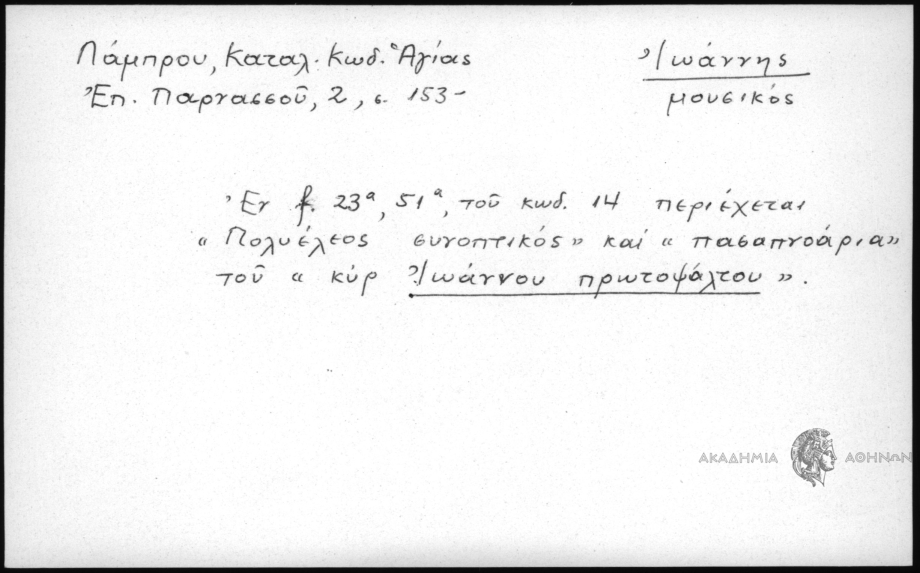 Λάμπρου, Καταλ. Κωδ. Ἁγίας
Ἐπ. Παρνασσοῦ, 2, σ. 153-
Ἰωάννης
μουσικός
Ἐν f. 23α, 51α, τοῦ κωδ. 14 περιέχεται
"Πολυέλεος συνοπτικός" καί "πασαπνοάρια"
τοῦ "κύρ Ἰωάννου πρωτοψάλτου".
ΑΚΑΔΗΜΙΑ ΑΘΗΝΩΝ